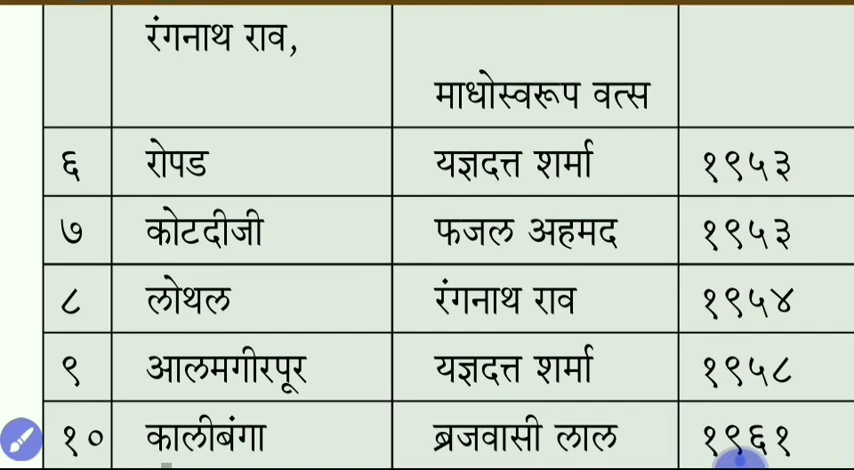 रंगनाथ राव,
माधोस्वरूप वत्स
६ रोपड यज्ञदत्त शर्मा १९५३
७ कोटदीजी फजल अहमद १९५३
८ लोथल रंगनाथ राव १९५४
९ आलमगीरपूर यज्ञदत्त शर्मा १९५८
१० कालीबंगा ब्रजवासी लाल १९६१